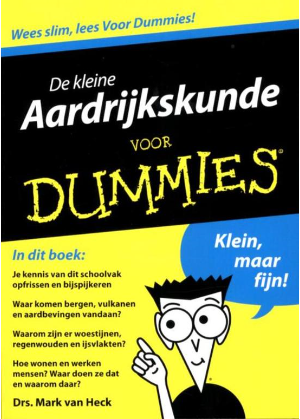 Wees slim, lees Voor Dummies!
De kleine
Aardrijkskunde
VOOR
DUMMIES®
In dit boek:
Je kennis van dit schoolvak
opfrissen en bijspijkeren
Waar komen bergen, vulkanen
en aardbevingen vandaan?
Waarom zijn er woestijnen,
regenwouden en ijsvlakten?
Hoe wonen en werken
mensen? Waar doen ze dat
en waarom daar?
Drs. Mark van Heck
Klein,
maar
fijn!